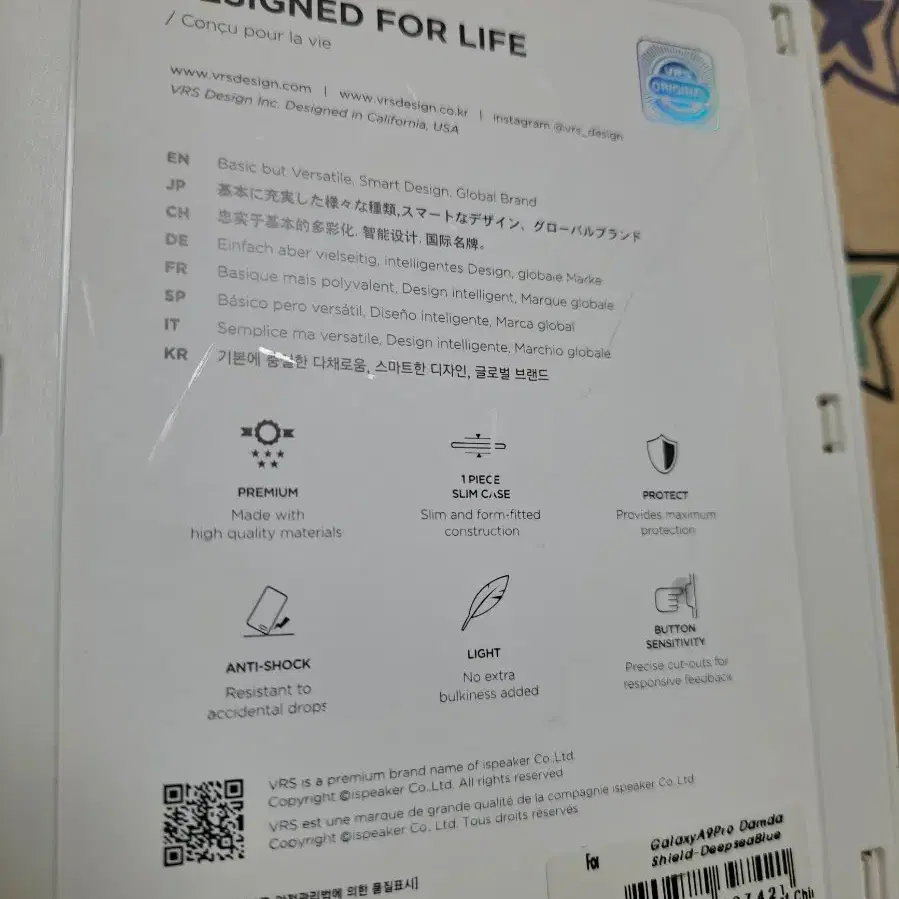 DESIGNED FOR LIFE
/ Conçu pour la vie
VRS
ORIGINAL
www.vrsdesign.com | www.vrsdesign.co.kr | instagram @vrs_design
VRS Design Inc. Designed in California, USA
EN Basic but Versatile, Smart Design, Global Brand
JP 基本に充実した様々な種類,スマートなデザイン、グローバルブランド
CH 忠实于基本的多彩化. 智能设计. 国际名牌。
DE Einfach aber vielseitig, intelligentes Design, globale Marke
FR Basique mais polyvalent, Design intelligent, Marque globale
SP Básico pero versátil, Diseño inteligente, Marca global
IT Semplice ma versatile, Design intelligente, Marchio globale
KR 기본에 충실한 다채로움, 스마트한 디자인, 글로벌 브랜드
PREMIUM
Made with
high quality materials
1 PIECE
SLIM CASE
Slim and form-fitted
construction
PROTECT
Provides maximum
protection
ANTI-SHOCK
Resistant to
accidental drops
LIGHT
No extra
bulkiness added
BUTTON
SENSITIVITY
Precise cut-outs for
responsive feedback
VRS is a premium brand name of ispeaker Co.,Ltd.
Copyright ©ispeaker Co.,Ltd. All rights reserved
VRS est une marque de grande qualité de la compagnie ispeaker Co. Ltd.
Copyright ©ispeaker Co., Ltd. Tous droits réservés
의한 품질표시]
For
GalaxyA9Pro Damda
Shield-DeepseaBlue